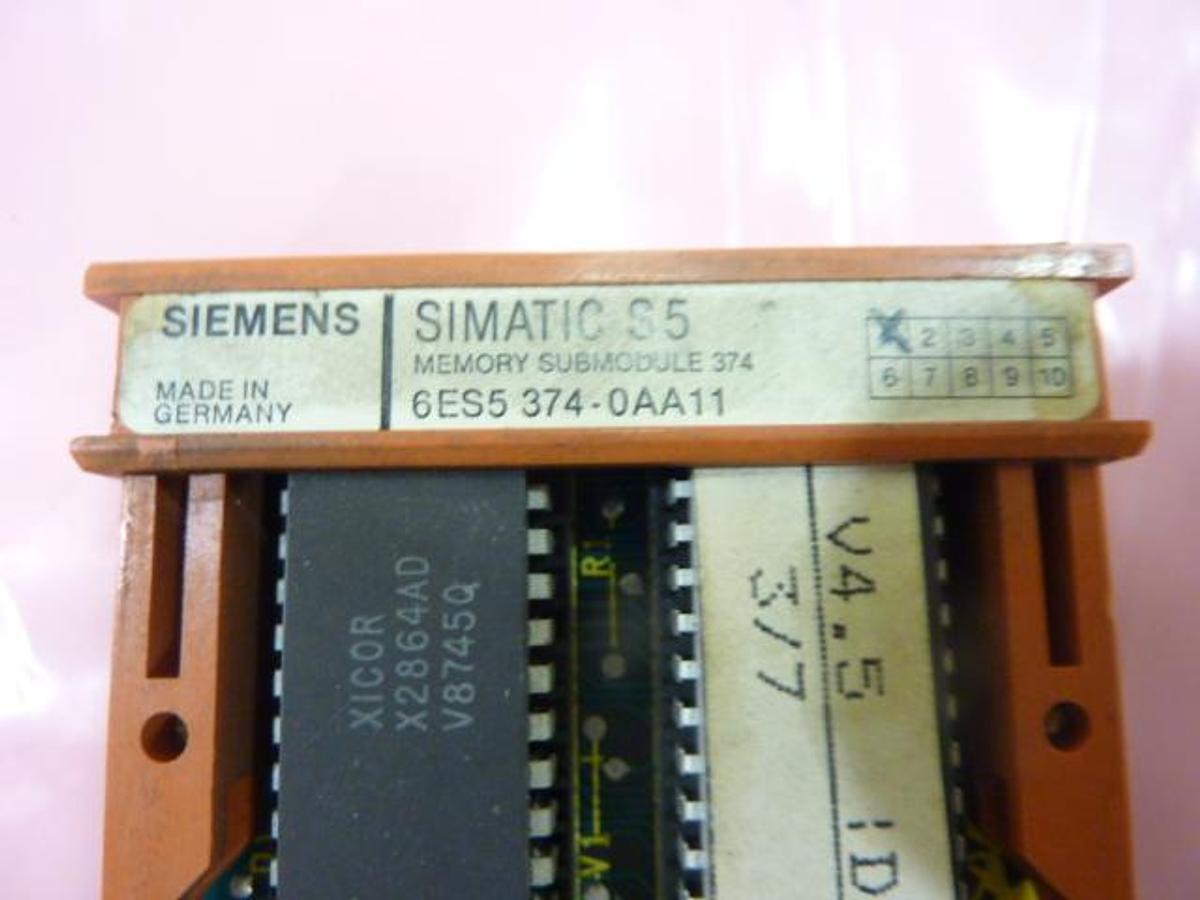 SIEMENS
MADE IN
GERMANY
SIMATIC S5
MEMORY SUBMODULE 374
6ES5 374-0AA11
2 3 4 5
6 7 8 9 10
XICOR
X2864AD
V8745Q
R1
V1
V4.5 :D
3/7